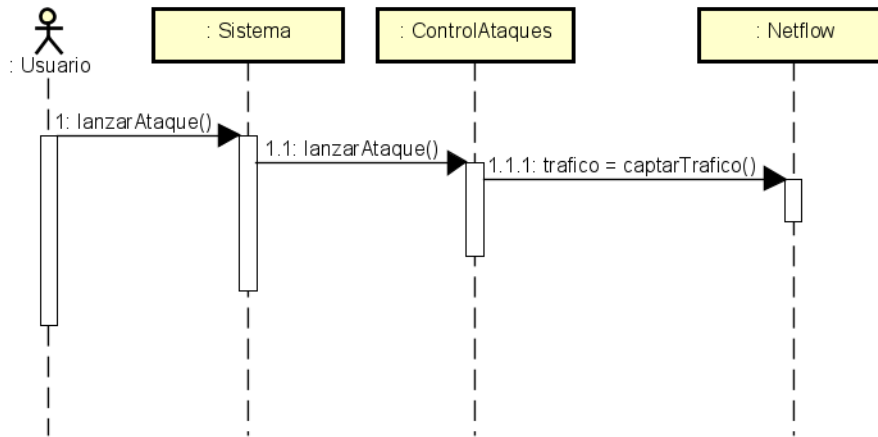 : Usuario
: Sistema
: ControlAtaques
: Netflow
1: lanzarAtaque()
1.1: lanzarAtaque()
1.1.1: trafico = captarTrafico()